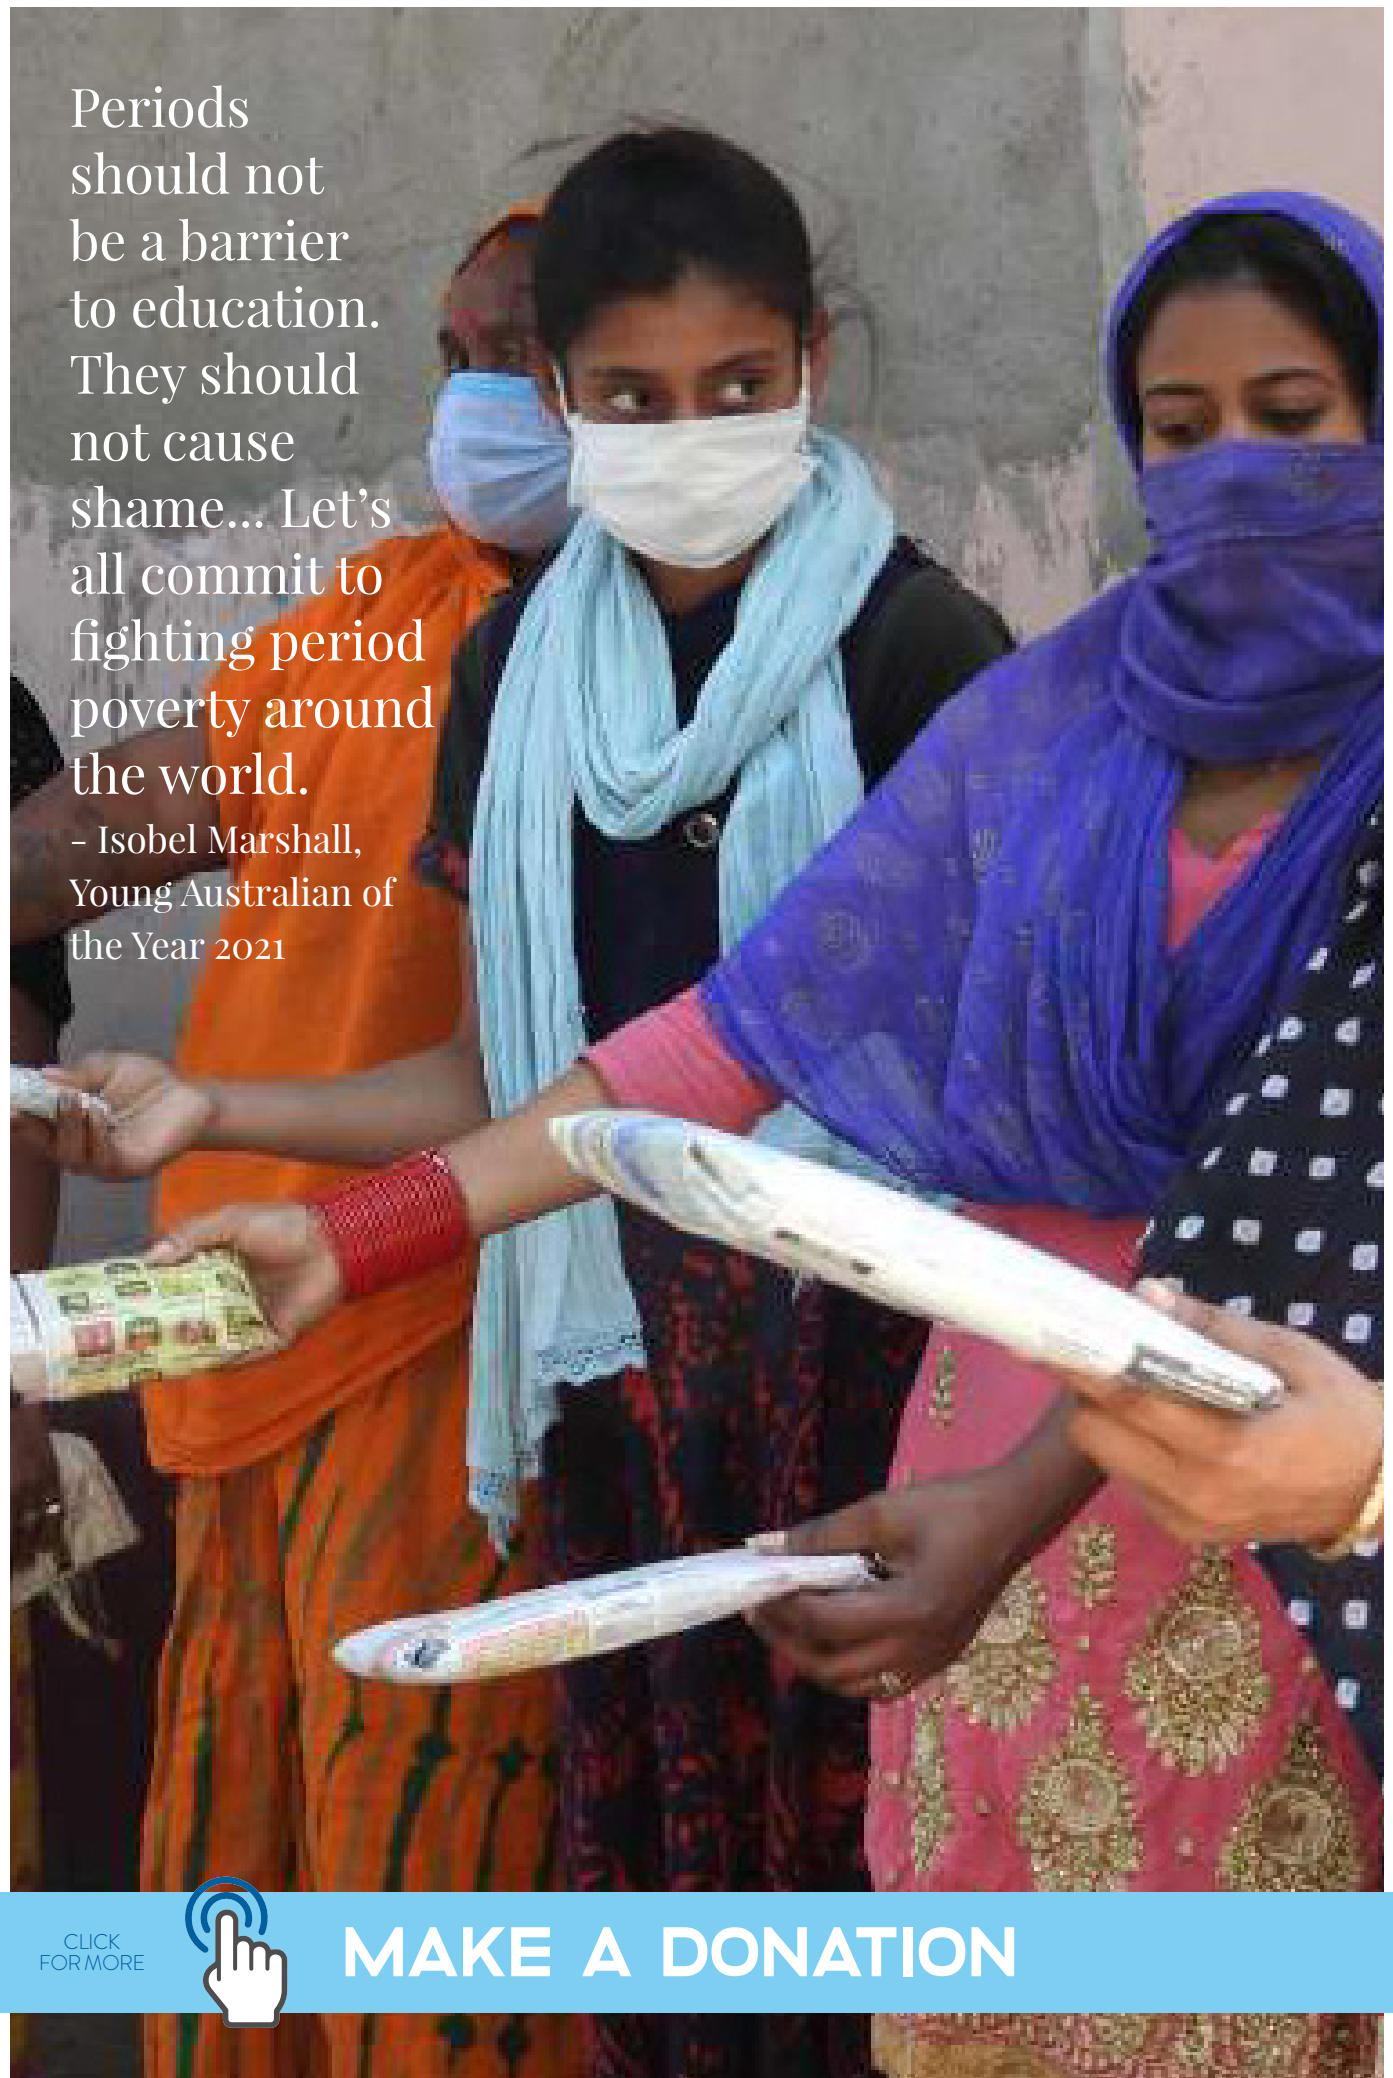 Periods
should not
be a barrier
to education.
They should
not cause
shame... Let’s
all commit to
fighting period
poverty around
the world.
- Isobel Marshall,
Young Australian of
the Year 2021
CLICK
FOR MORE
MAKE A DONATION